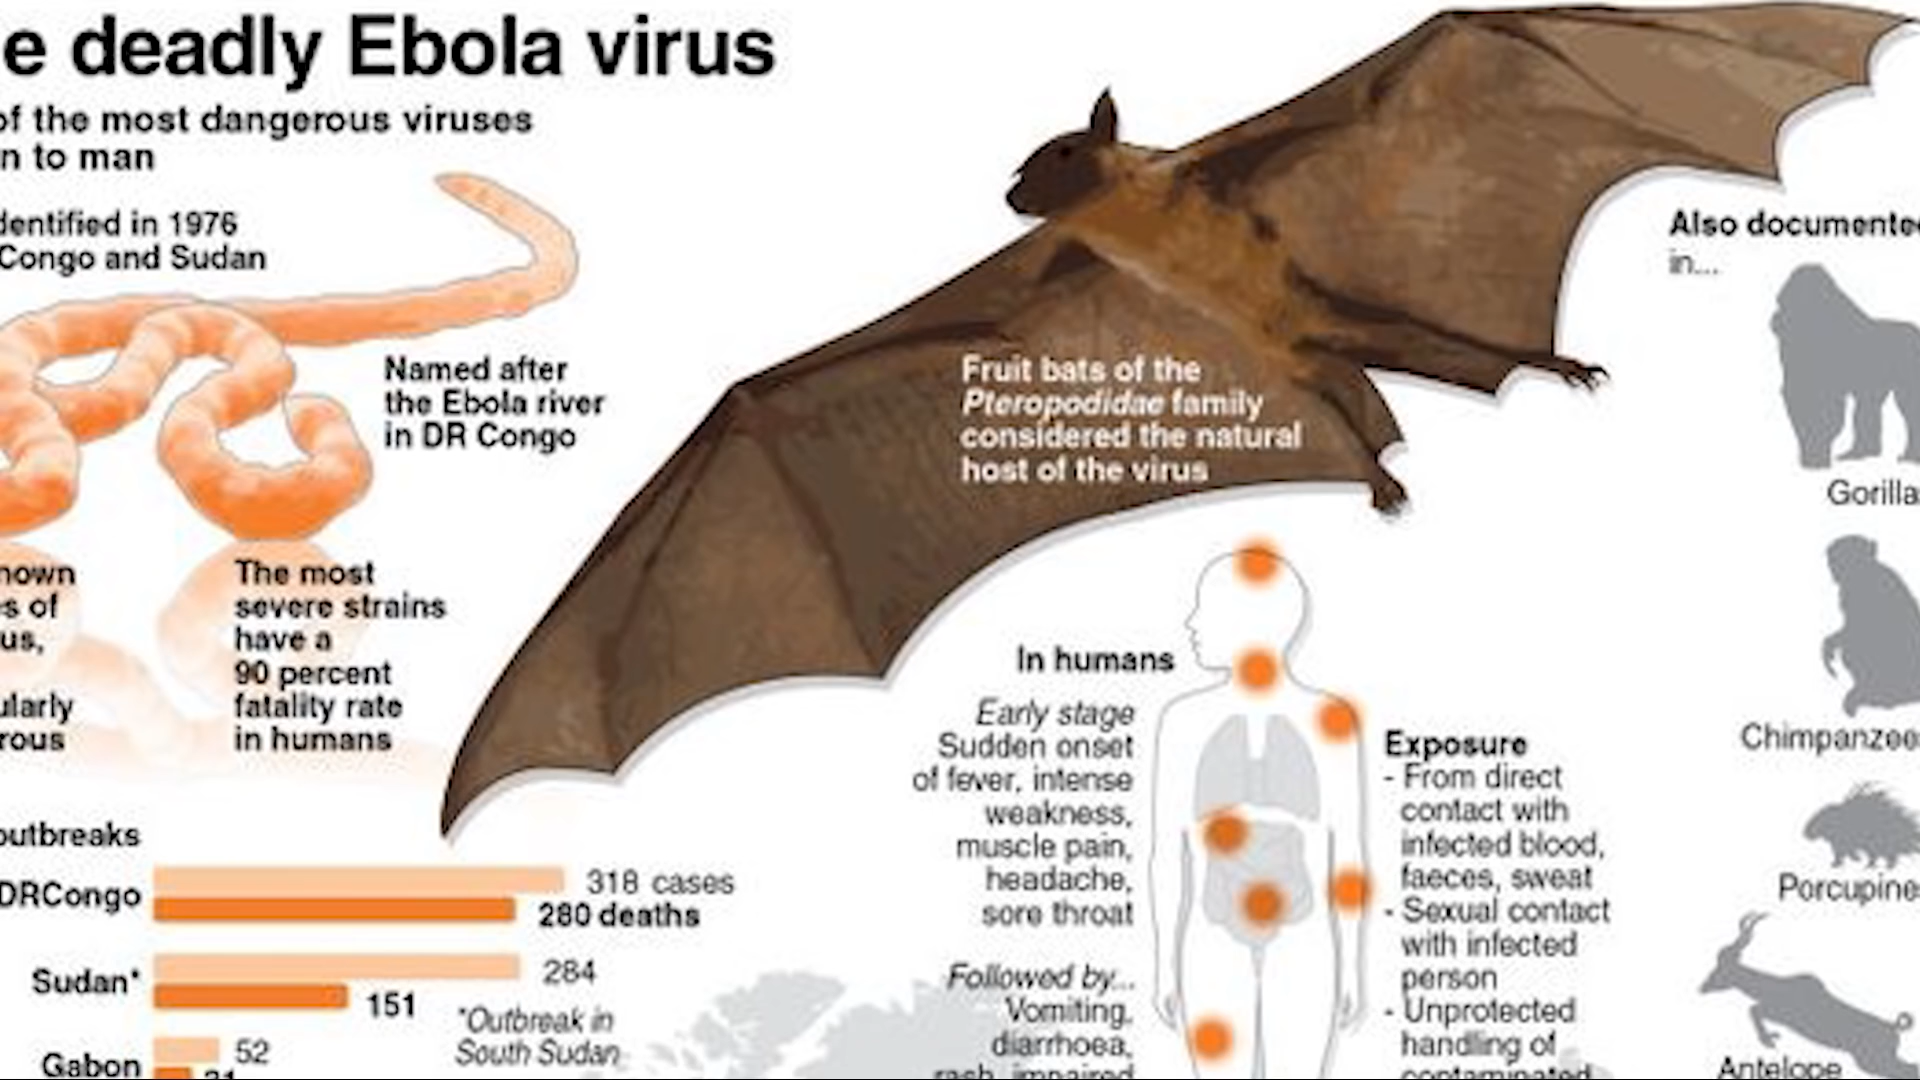 e deadly Ebola virus
of the most dangerous viruses
n to man
dentified in 1976
Congo and Sudan
Named after
the Ebola river
in DR Congo
nown
s of
us,
ularly
rous
The most
severe strains
have a
90 percent
fatality rate
in humans
Fruit bats of the
Pteropodidae family
considered the natural
host of the virus
Also documented
in...
Gorilla
Chimpanzee
Porcupine
Antelope
outbreaks
DRCongo
318 cases
280 deaths
Sudan*
284
151
*Outbreak in
South Sudan
Gabon
52
In humans
Early stage
Sudden onset
of fever, intense
weakness,
muscle pain,
headache,
sore throat
Followed by...
Vomiting,
diarrhoea,
rash, impaired
Exposure
- From direct
contact with
infected blood,
faeces, sweat
- Sexual contact
with infected
person
- Unprotected
handling of
contaminated